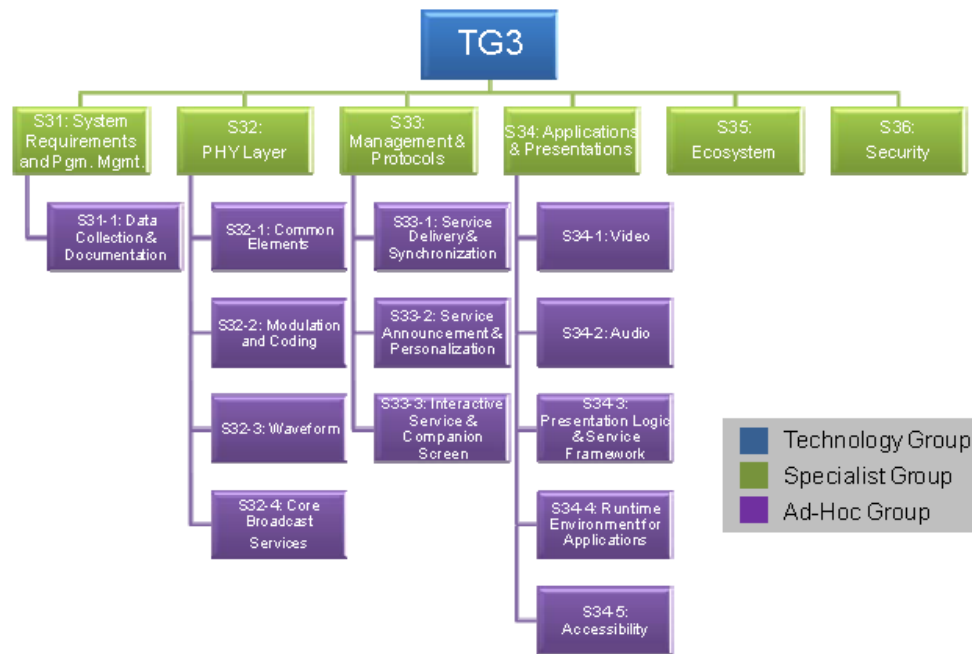 TG3
S31: System
Requirements
and Pgm. Mgmt.
S32:
PHY Layer
S33:
Management &
Protocols
S34: Applications
& Presentations
S35:
Ecosystem
S36:
Security
S31-1: Data
Collection &
Documentation
S32-1: Common
Elements
S33-1: Service
Delivery &
Synchronization
S34-1: Video
S32-2: Modulation
and Coding
S33-2: Service
Announcement &
Personalization
S34-2: Audio
S32-3: Waveform
S33-3: Interactive
Service &
Companion
Screen
S34-3:
Presentation Logic
& Service
Framework
S32-4: Core
Broadcast
Services
S34-4: Runtime
Environment for
Applications
S34-5:
Accessibility
Technology Group
Specialist Group
Ad-Hoc Group